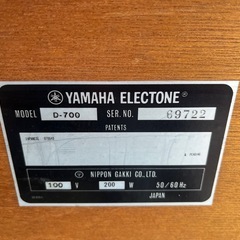 YAMAHA ELECTONE
MODEL D-700 SER. NO. 69722
PATENTS
NIPPON GAKKI CO., LTD.
100 V 200 W 50/60Hz
JAPAN